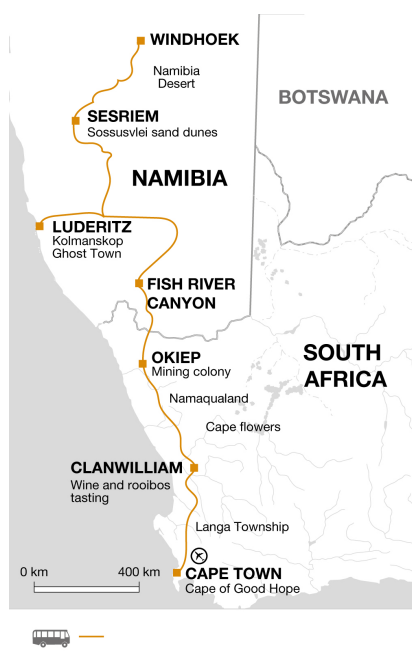 WINDHOEK
Namibia
Desert
BOTSWANA
SESRIEM
Sossusvlei sand dunes
NAMIBIA
LUDERITZ
Kolmanskop
Ghost Town
FISH RIVER
CANYON
OKIEP
Mining colony
SOUTH
AFRICA
Namaqualand
Cape flowers
CLANWILLIAM
Wine and rooibos
tasting
Langa Township
0 km 400 km
CAPE TOWN
Cape of Good Hope